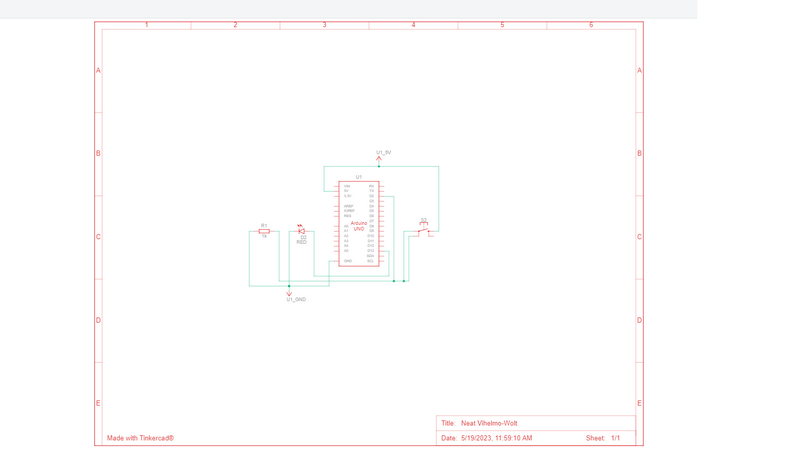 1 2 3 4 5 6
A A
B B
U1_5V
U1
Vin
5V
3.3V
AREF
IOREF
RES
Arduino
UNO
A0
A1
A2
A3
A4
A5
GND
RX
TX
D2
D3
D4
D5
D6
D7
D8
D9
D10
D11
D12
D13
SDA
SCL
S2
R1
1k
D2
RED
C C
U1_GND
D D
E E
Title: Neat Vihelmo-Wolt
Date: 5/19/2023, 11:59:10 AM Sheet: 1/1
Made with Tinkercad®